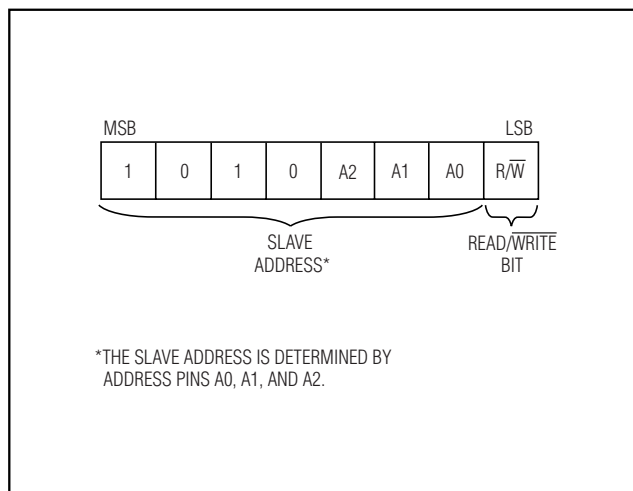 MSB LSB
1 0 1 0 A2 A1 A0 R/W̅
SLAVE READ/W̅R̅I̅T̅E̅
ADDRESS* BIT
*THE SLAVE ADDRESS IS DETERMINED BY
ADDRESS PINS A0, A1, AND A2.